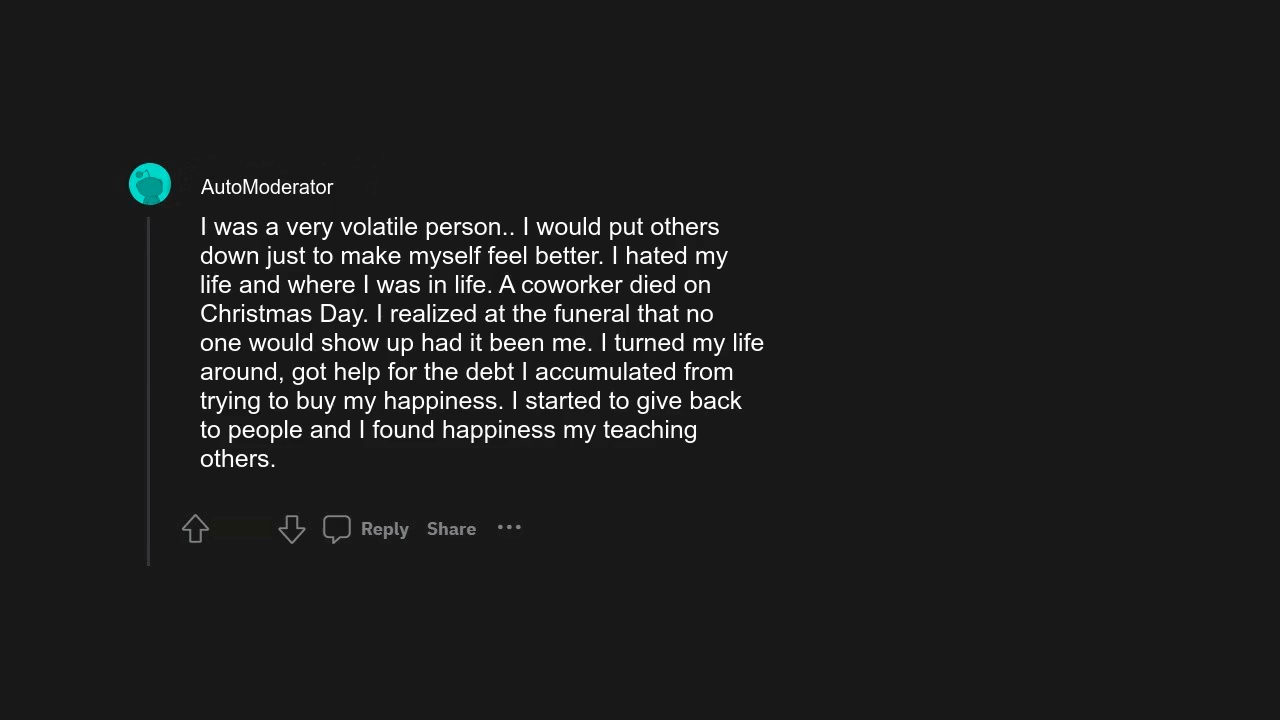 AutoModerator
I was a very volatile person.. I would put others
down just to make myself feel better. I hated my
life and where I was in life. A coworker died on
Christmas Day. I realized at the funeral that no
one would show up had it been me. I turned my life
around, got help for the debt I accumulated from
trying to buy my happiness. I started to give back
to people and I found happiness my teaching
others.
Reply Share